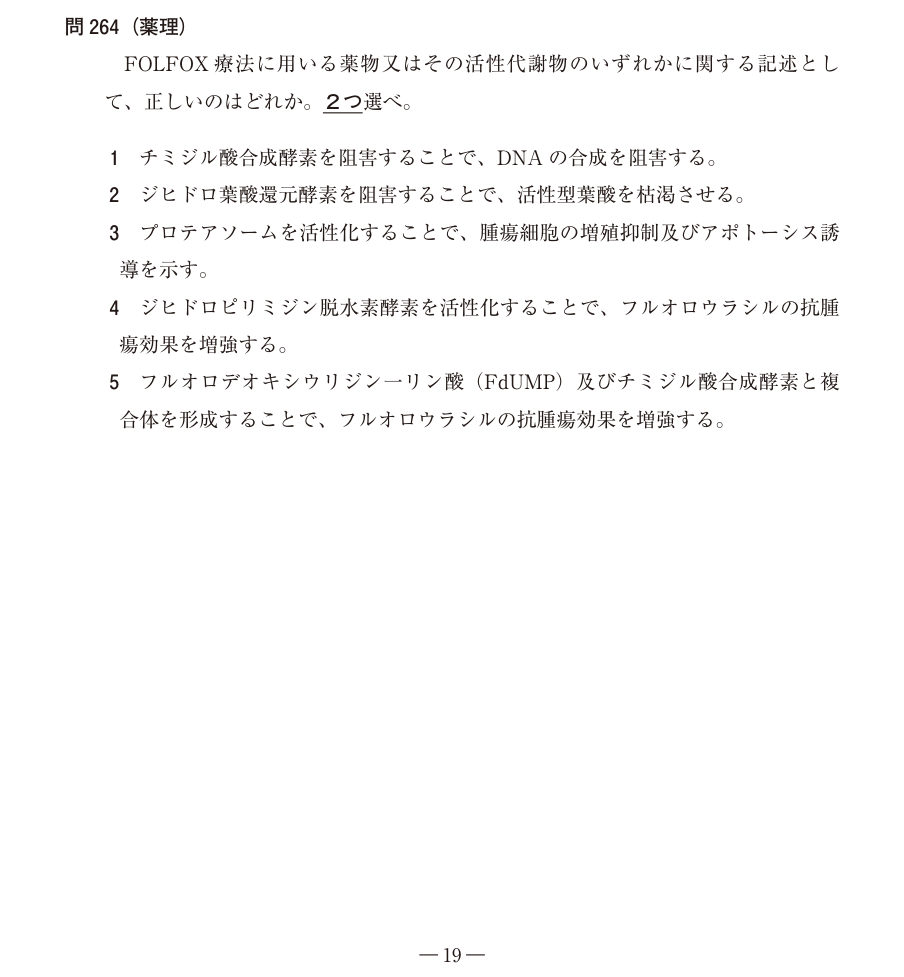 問 264（薬理）
FOLFOX 療法に用いる薬物又はその活性代謝物のいずれかに関する記述とし
て、正しいのはどれか。２つ選べ。
1　チミジル酸合成酵素を阻害することで、DNA の合成を阻害する。
2　ジヒドロ葉酸還元酵素を阻害することで、活性型葉酸を枯渇させる。
3　プロテアソームを活性化することで、腫瘍細胞の増殖抑制及びアポトーシス誘
導を示す。
4　ジヒドロピリミジン脱水素酵素を活性化することで、フルオロウラシルの抗腫
瘍効果を増強する。
5　フルオロデオキシウリジン一リン酸（FdUMP）及びチミジル酸合成酵素と複
合体を形成することで、フルオロウラシルの抗腫瘍効果を増強する。
― 19 ―